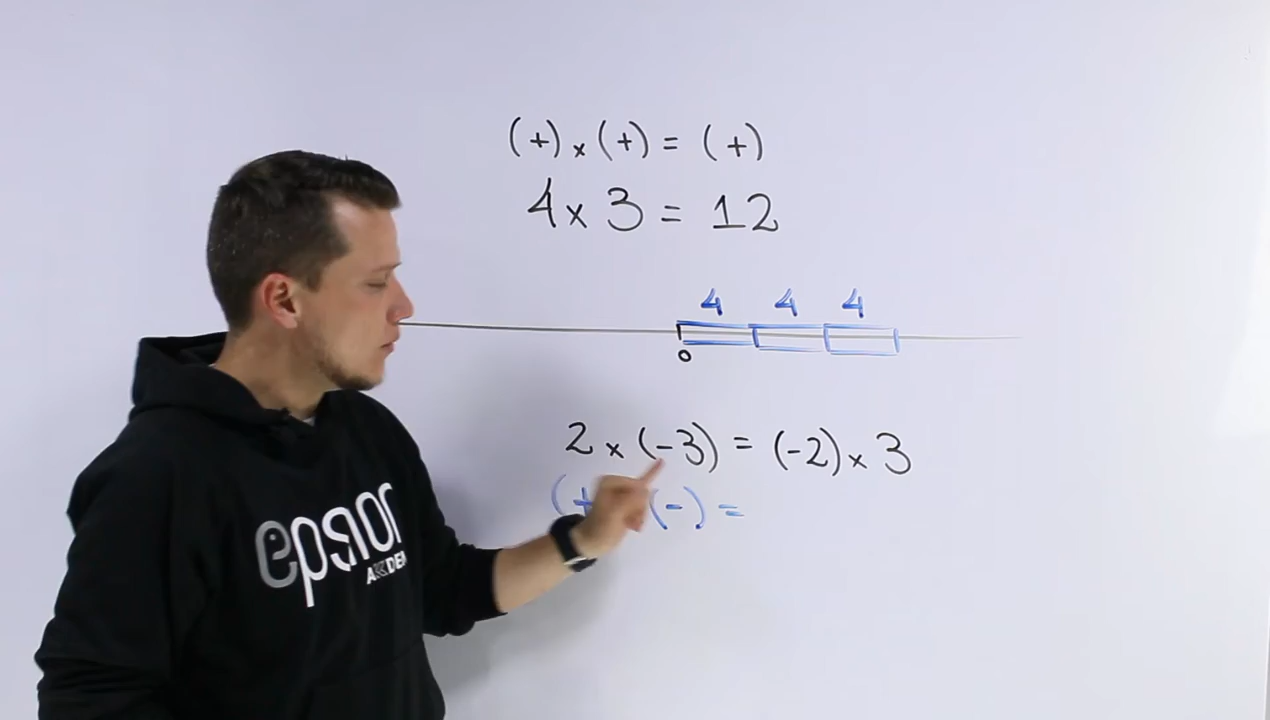 (+) × (+) = (+)
4 × 3 = 12
4 4 4
0
2 × (-3) = (-2) × 3
(+ (-) =
epsilon